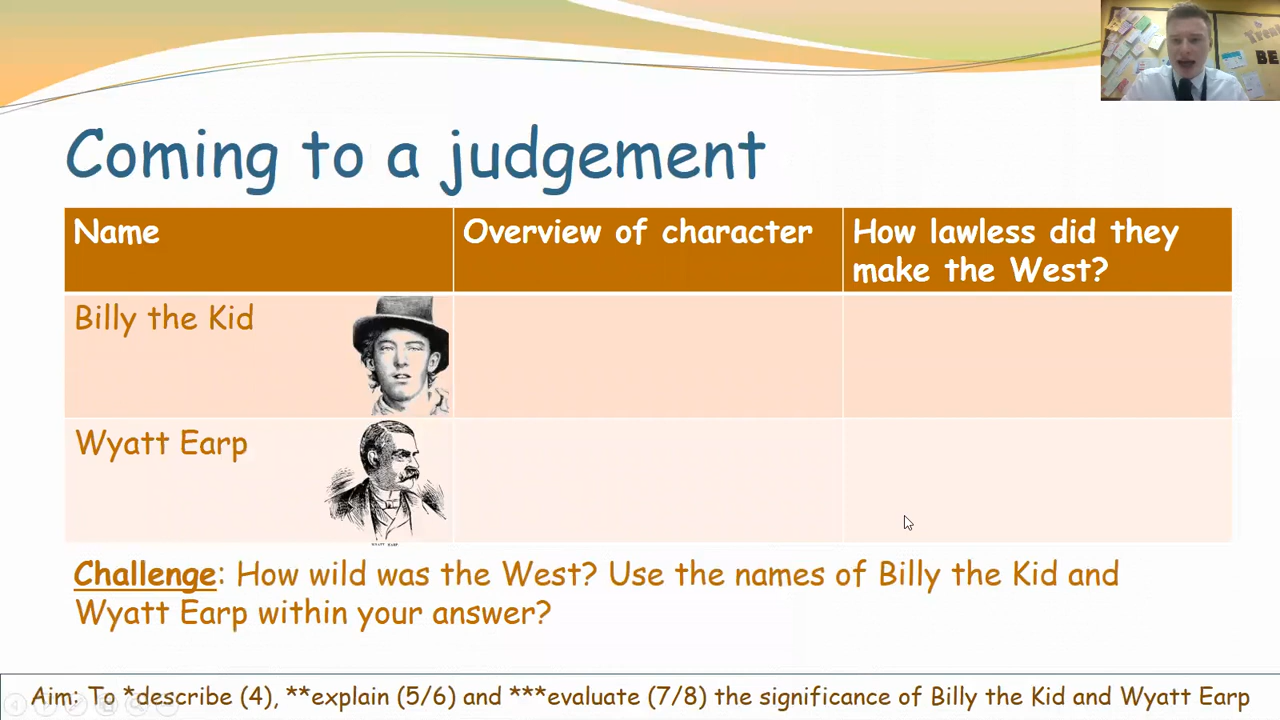 Coming to a judgement
Name
Overview of character
How lawless did they
make the West?
Billy the Kid
Wyatt Earp
WYATT EARP
Challenge: How wild was the West? Use the names of Billy the Kid and
Wyatt Earp within your answer?
Aim: To *describe (4), **explain (5/6) and ***evaluate (7/8) the significance of Billy the Kid and Wyatt Earp
BE